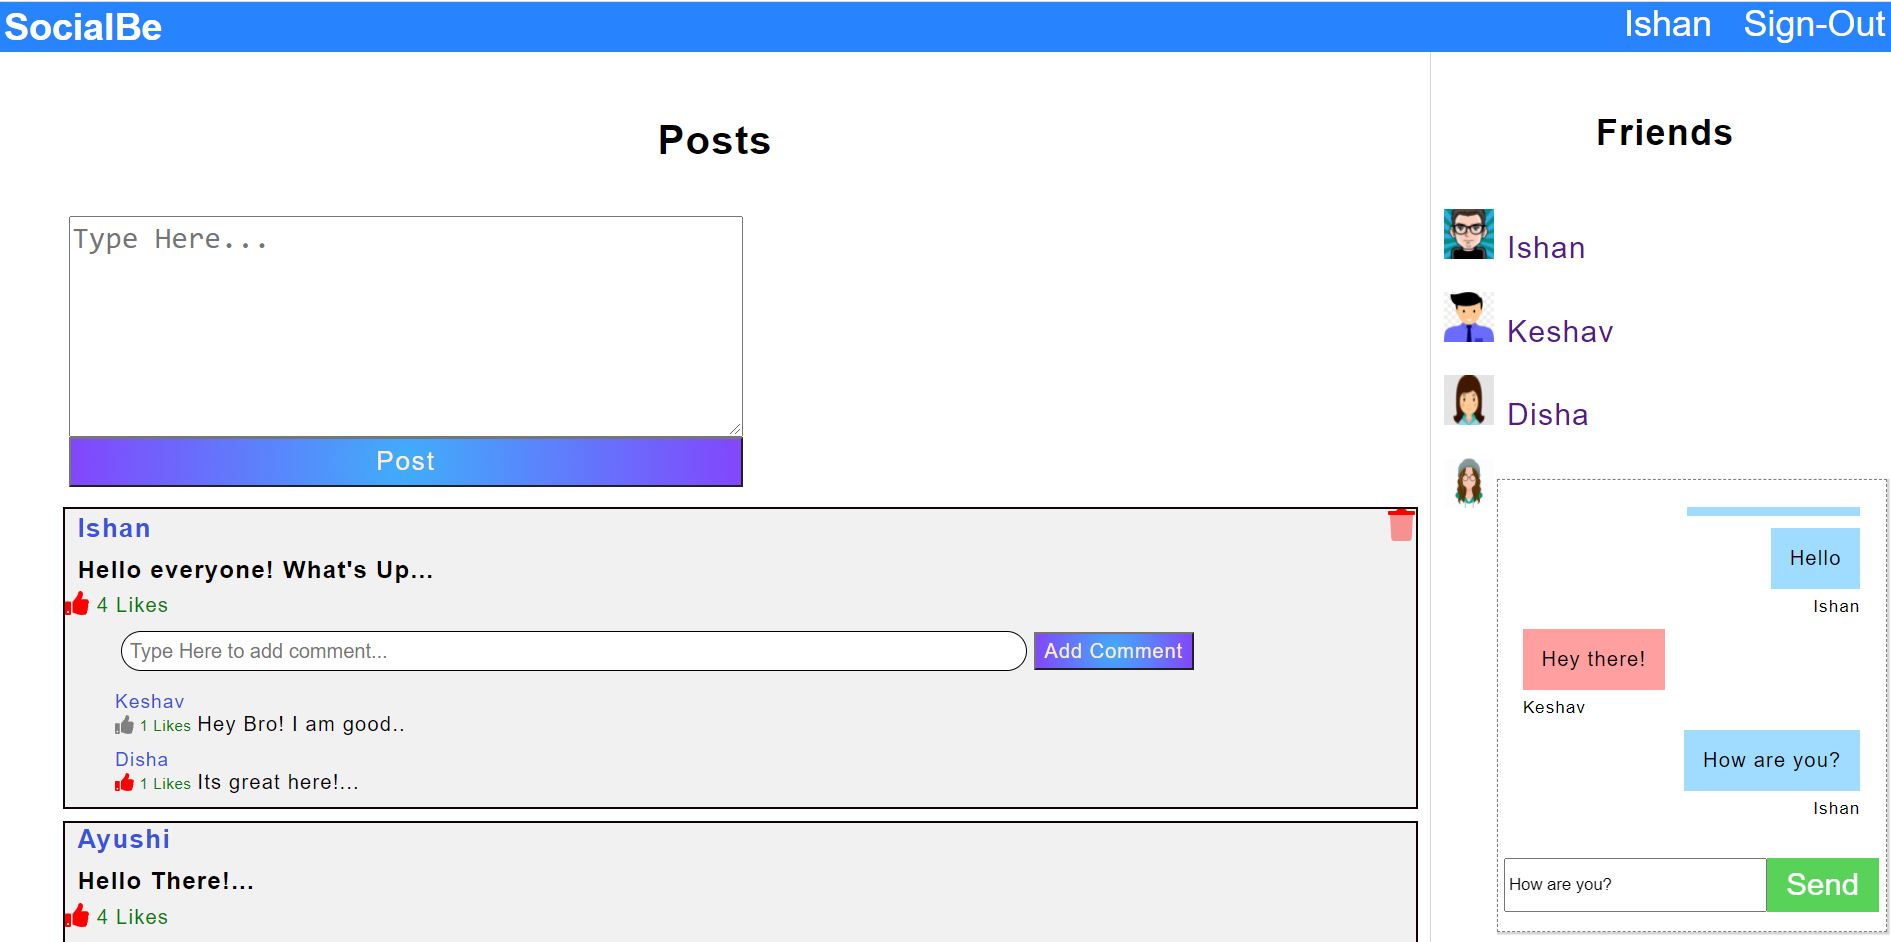 SocialBe
Ishan Sign-Out
Posts
Type Here...
Post
Ishan
Hello everyone! What's Up...
4 Likes
Type Here to add comment...
Add Comment
Keshav
1 Likes Hey Bro! I am good..
Disha
1 Likes Its great here!...
Ayushi
Hello There!...
4 Likes
Friends
Ishan
Keshav
Disha
Hello
Ishan
Hey there!
Keshav
How are you?
Ishan
How are you?
Send